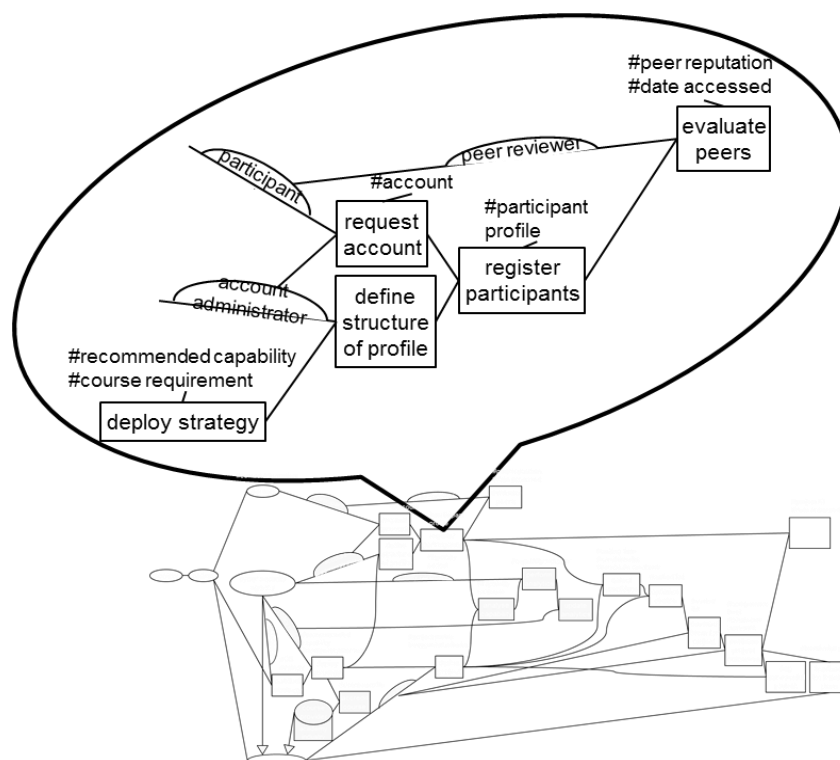 #peer reputation
#date accessed
evaluate
peers
peer reviewer
participant
#account
request
account
#participant
profile
register
participants
account
administrator
define
structure
of profile
#recommended capability
#course requirement
deploy strategy